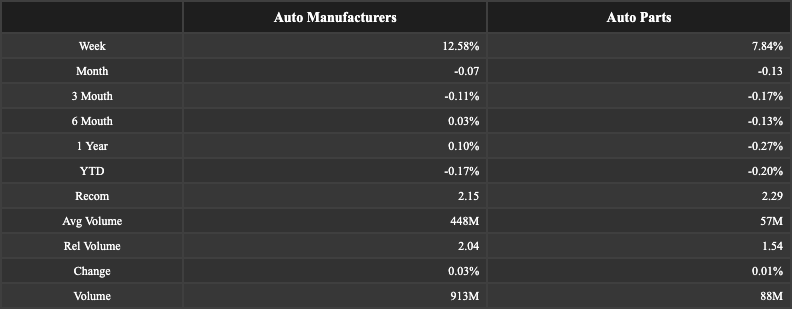 Auto Manufacturers Auto Parts
Week 12.58% 7.84%
Month -0.07 -0.13
3 Mouth -0.11% -0.17%
6 Mouth 0.03% -0.13%
1 Year 0.10% -0.27%
YTD -0.17% -0.20%
Recom 2.15 2.29
Avg Volume 448M 57M
Rel Volume 2.04 1.54
Change 0.03% 0.01%
Volume 913M 88M